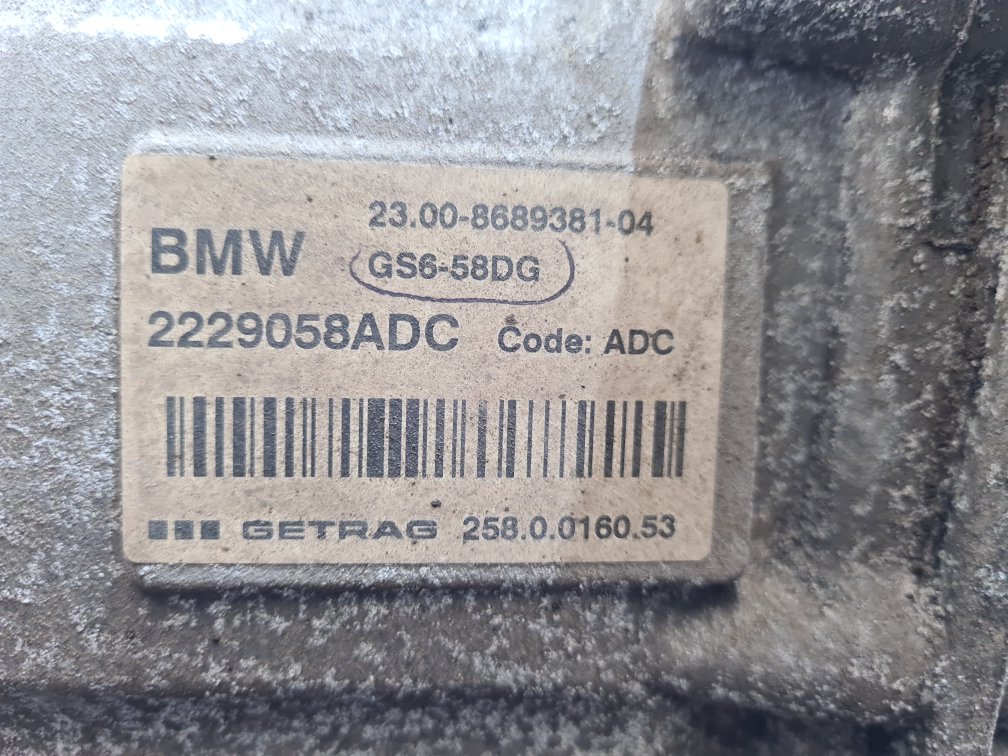 23.00-8689381-04
BMW GS6-58DG
2229058ADC Code: ADC
GETRAG 258.0.0160.53